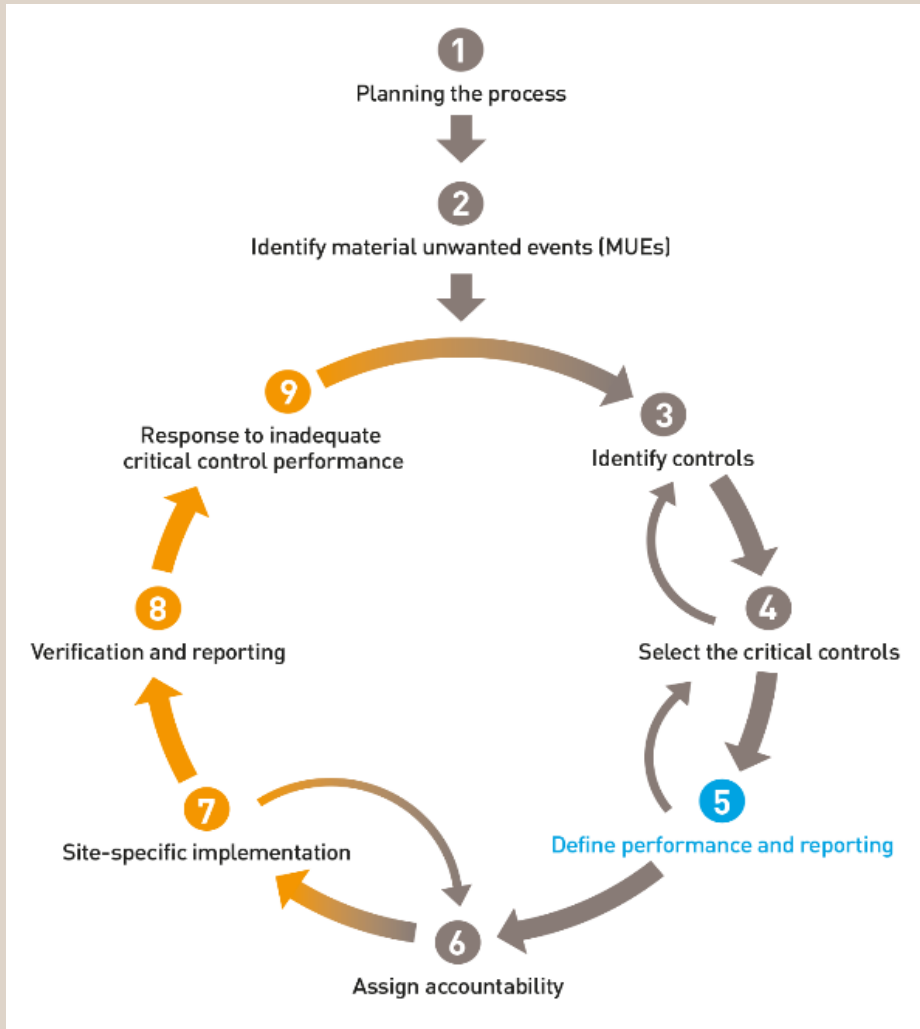 1
Planning the process
2
Identify material unwanted events (MUEs)
3
Identify controls
4
Select the critical controls
5
Define performance and reporting
6
Assign accountability
7
Site-specific implementation
8
Verification and reporting
9
Response to inadequate
critical control performance